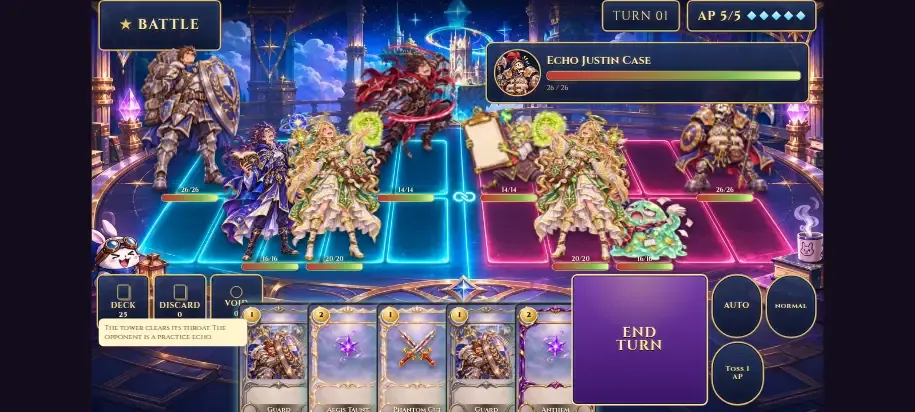 ★ BATTLE
TURN 01
AP 5/5
ECHO JUSTIN CASE
26 / 26
26/26
14/14
14/14
26/26
16/16
20/20
20/20
16/16
DECK
25
DISCARD
0
VOID
0
THE TOWER CLEARS ITS THROAT THE
OPPONENT IS A PRACTICE ECHO.
1
GUARD
2
AEGIS TAUNT
1
PHANTOM CUT
1
GUARD
2
ANTHEM
END
TURN
AUTO
NORMAL
TOSS 1
AP